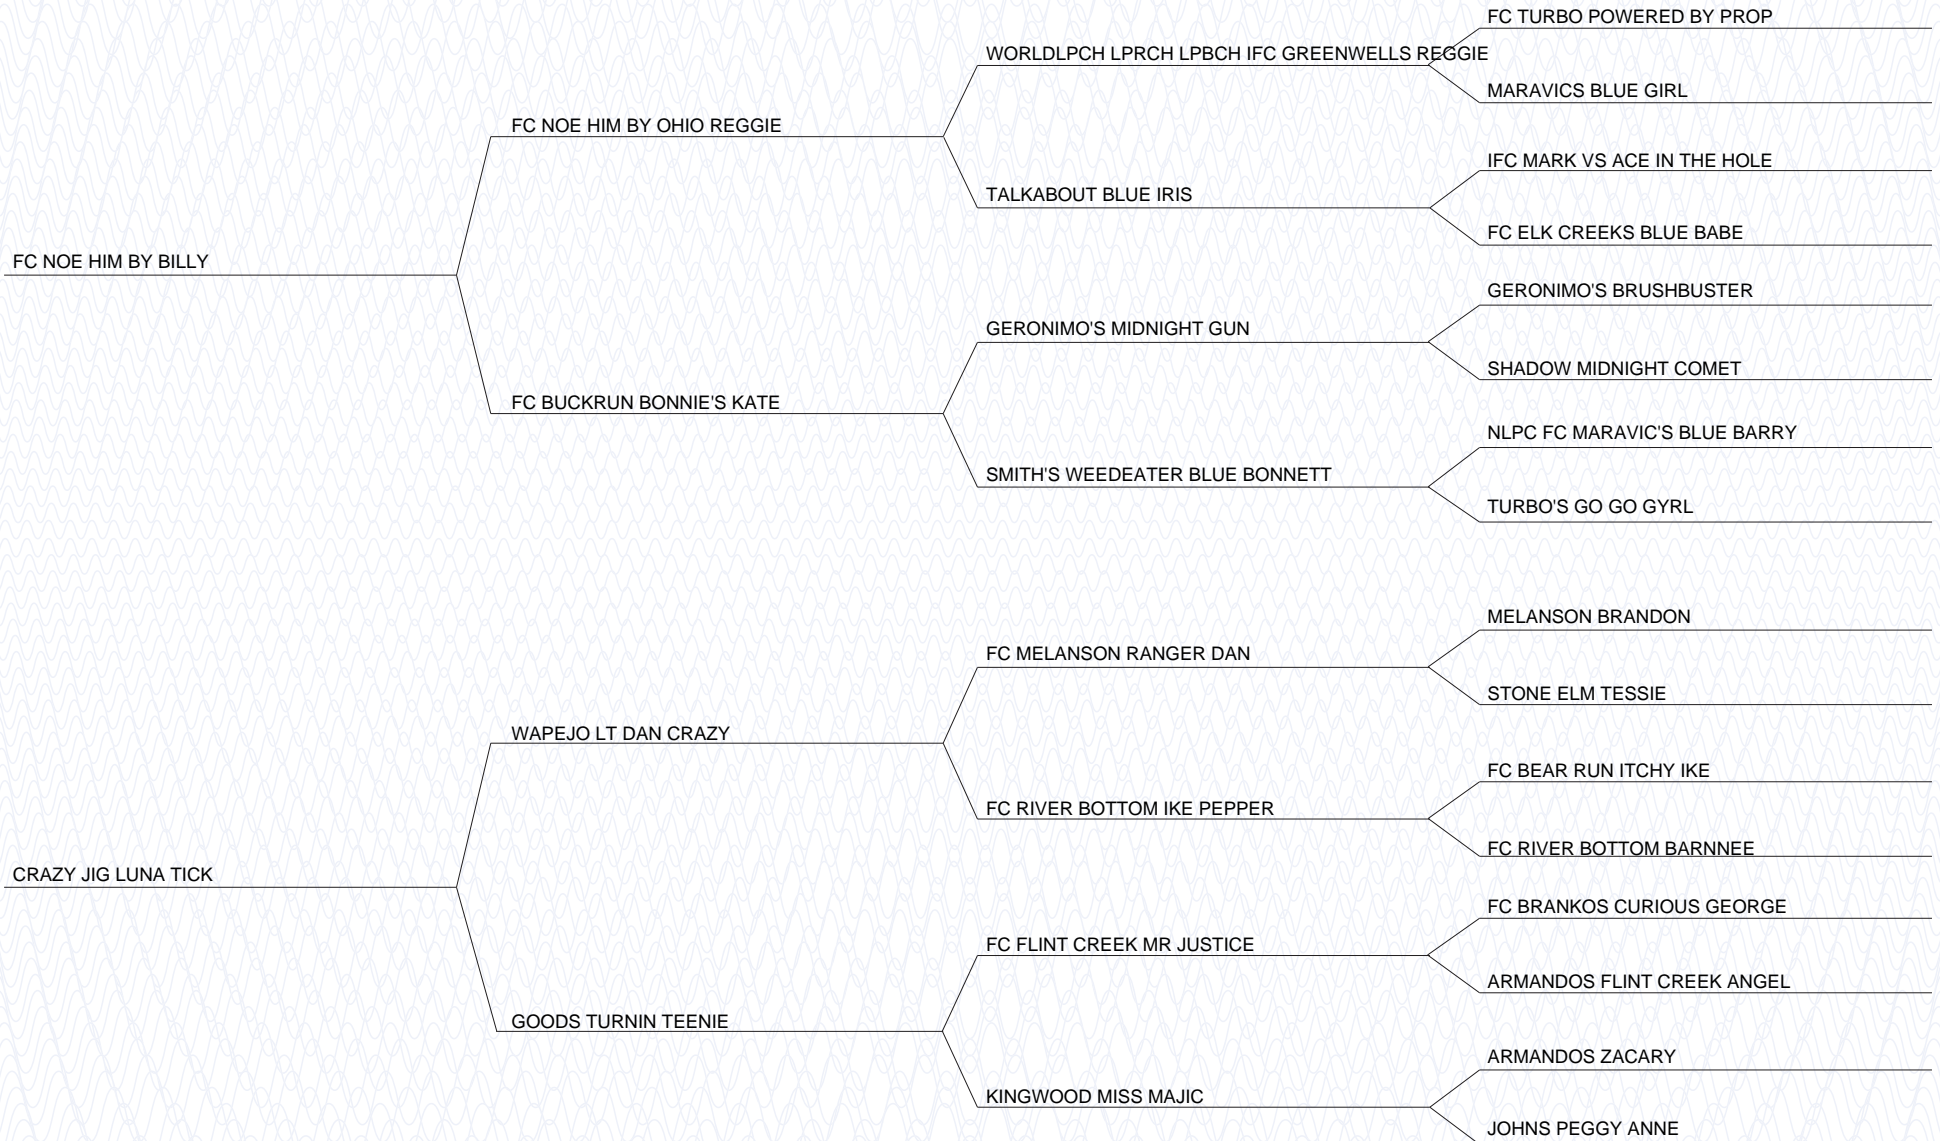 FC TURBO POWERED BY PROP
WORLDLPCH LPRCH LPBCH IFC GREENWELLS REGGIE
MARAVICS BLUE GIRL
FC NOE HIM BY OHIO REGGIE
IFC MARK VS ACE IN THE HOLE
TALKABOUT BLUE IRIS
FC ELK CREEKS BLUE BABE
FC NOE HIM BY BILLY
GERONIMO'S BRUSHBUSTER
GERONIMO'S MIDNIGHT GUN
SHADOW MIDNIGHT COMET
FC BUCKRUN BONNIE'S KATE
NLPC FC MARAVIC'S BLUE BARRY
SMITH'S WEEDEATER BLUE BONNETT
TURBO'S GO GO GYRL
MELANSON BRANDON
FC MELANSON RANGER DAN
STONE ELM TESSIE
WAPEJO LT DAN CRAZY
FC BEAR RUN ITCHY IKE
FC RIVER BOTTOM IKE PEPPER
FC RIVER BOTTOM BARNNEE
CRAZY JIG LUNA TICK
FC BRANKOS CURIOUS GEORGE
FC FLINT CREEK MR JUSTICE
ARMANDOS FLINT CREEK ANGEL
GOODS TURNIN TEENIE
ARMANDOS ZACARY
KINGWOOD MISS MAJIC
JOHNS PEGGY ANNE